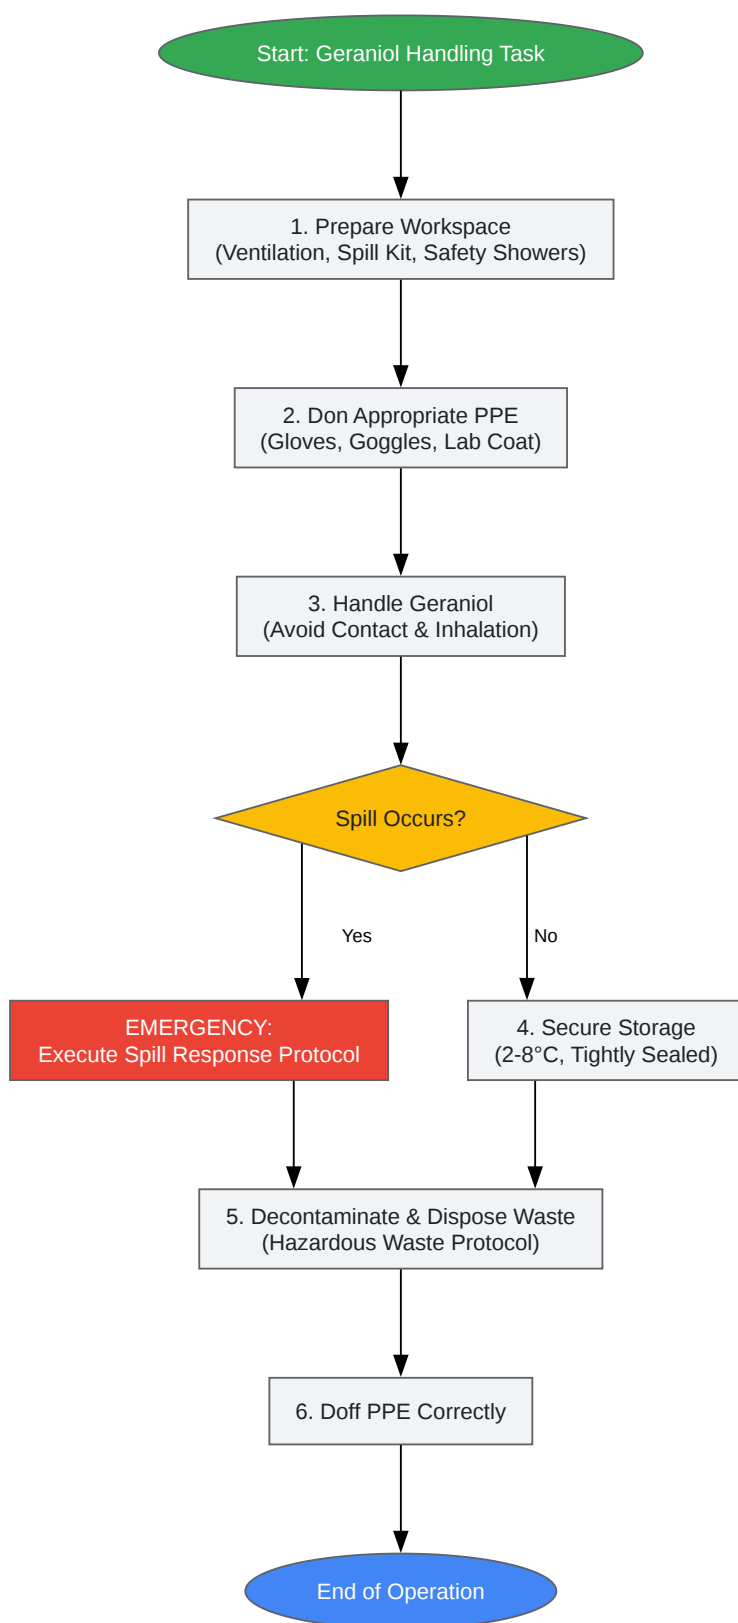 Start: Geraniol Handling Task
1. Prepare Workspace
(Ventilation, Spill Kit, Safety Showers)
2. Don Appropriate PPE
(Gloves, Goggles, Lab Coat)
3. Handle Geraniol
(Avoid Contact & Inhalation)
Spill Occurs?
Yes
No
EMERGENCY:
Execute Spill Response Protocol
4. Secure Storage
(2-8°C, Tightly Sealed)
5. Decontaminate & Dispose Waste
(Hazardous Waste Protocol)
6. Doff PPE Correctly
End of Operation